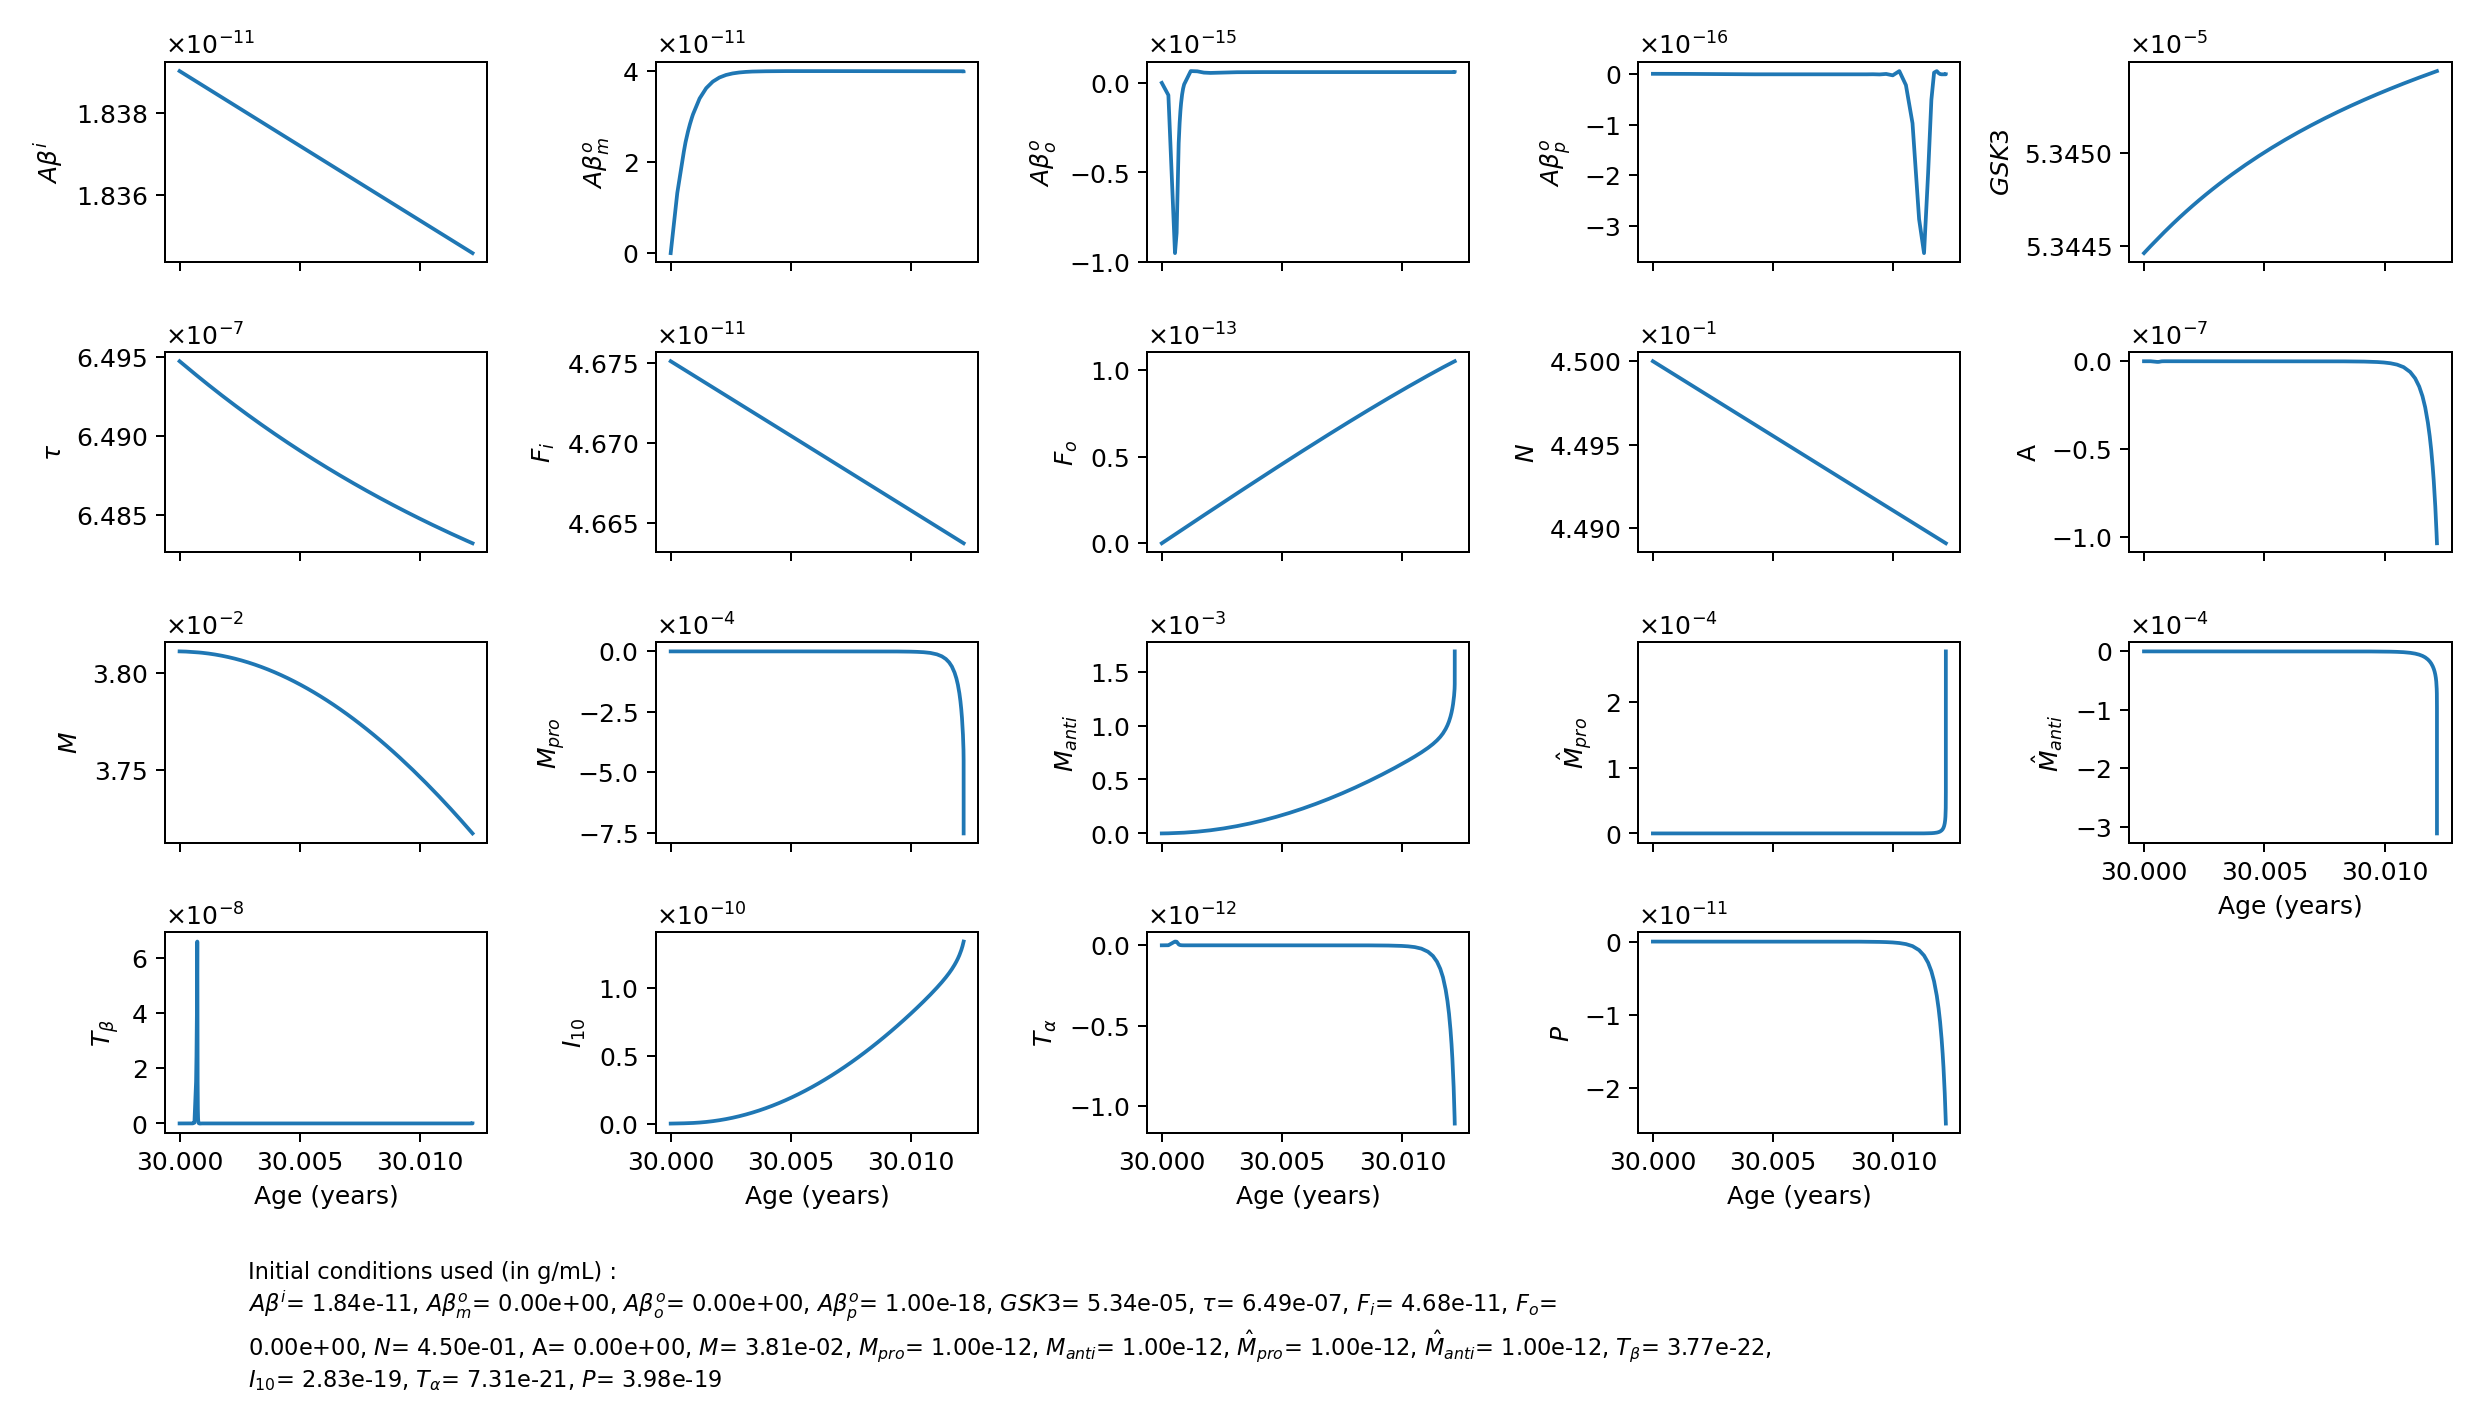 ×10⁻¹¹ ×10⁻¹¹ ×10⁻¹⁵ ×10⁻¹⁶ ×10⁻⁵
1.838
1.836
Aβⁱ
4
2
0
Aβₘᵒ
0.0
−0.5
−1.0
Aβₒᵒ
0
−1
−2
−3
Aβₚᵒ
5.3450
5.3445
GSK3
×10⁻⁷ ×10⁻¹¹ ×10⁻¹³ ×10⁻¹ ×10⁻⁷
6.495
6.490
6.485
τ
4.675
4.670
4.665
Fᵢ
1.0
0.5
0.0
Fₒ
4.500
4.495
4.490
N
0.0
−0.5
−1.0
A
×10⁻² ×10⁻⁴ ×10⁻³ ×10⁻⁴ ×10⁻⁴
3.80
3.75
M
0.0
−2.5
−5.0
−7.5
M_pro
1.5
1.0
0.5
0.0
M_anti
2
1
0
M̂_pro
0
−1
−2
−3
M̂_anti
30.000 30.005 30.010
Age (years)
×10⁻⁸ ×10⁻¹⁰ ×10⁻¹² ×10⁻¹¹
6
4
2
0
T_β
1.0
0.5
0.0
I₁₀
0.0
−0.5
−1.0
T_α
0
−1
−2
P
30.000 30.005 30.010 30.000 30.005 30.010 30.000 30.005 30.010 30.000 30.005 30.010
Age (years) Age (years) Age (years) Age (years)
Initial conditions used (in g/mL) :
Aβⁱ= 1.84e-11, Aβₘᵒ= 0.00e+00, Aβₒᵒ= 0.00e+00, Aβₚᵒ= 1.00e-18, GSK3= 5.34e-05, τ= 6.49e-07, Fᵢ= 4.68e-11, Fₒ=
0.00e+00, N= 4.50e-01, A= 0.00e+00, M= 3.81e-02, M_pro= 1.00e-12, M_anti= 1.00e-12, M̂_pro= 1.00e-12, M̂_anti= 1.00e-12, T_β= 3.77e-22,
I₁₀= 2.83e-19, T_α= 7.31e-21, P= 3.98e-19